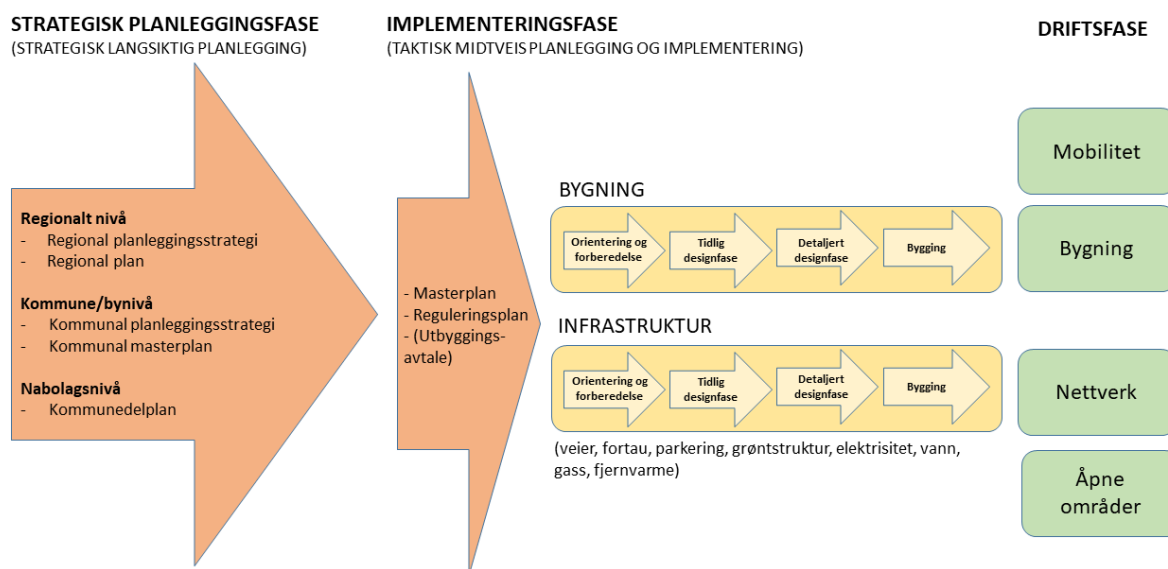 STRATEGISK PLANLEGGINGSFASE
(STRATEGISK LANGSIKTIG PLANLEGGING)
Regionalt nivå
- Regional planleggingsstrategi
- Regional plan
Kommune/bynivå
- Kommunal planleggingsstrategi
- Kommunal masterplan
Nabolagsnivå
- Kommunedelplan
IMPLEMENTERINGSFASE
(TAKTISK MIDTVEIS PLANLEGGING OG IMPLEMENTERING)
- Masterplan
- Reguleringsplan
- (Utbyggings-
avtale)
BYGNING
Orientering og
forberedelse
Tidlig
designfase
Detaljert
designfase
Bygging
INFRASTRUKTUR
Orientering og
forberedelse
Tidlig
designfase
Detaljert
designfase
Bygging
(veier, fortau, parkering, grøntstruktur, elektrisitet, vann,
gass, fjernvarme)
DRIFTSFASE
Mobilitet
Bygning
Nettverk
Åpne
områder